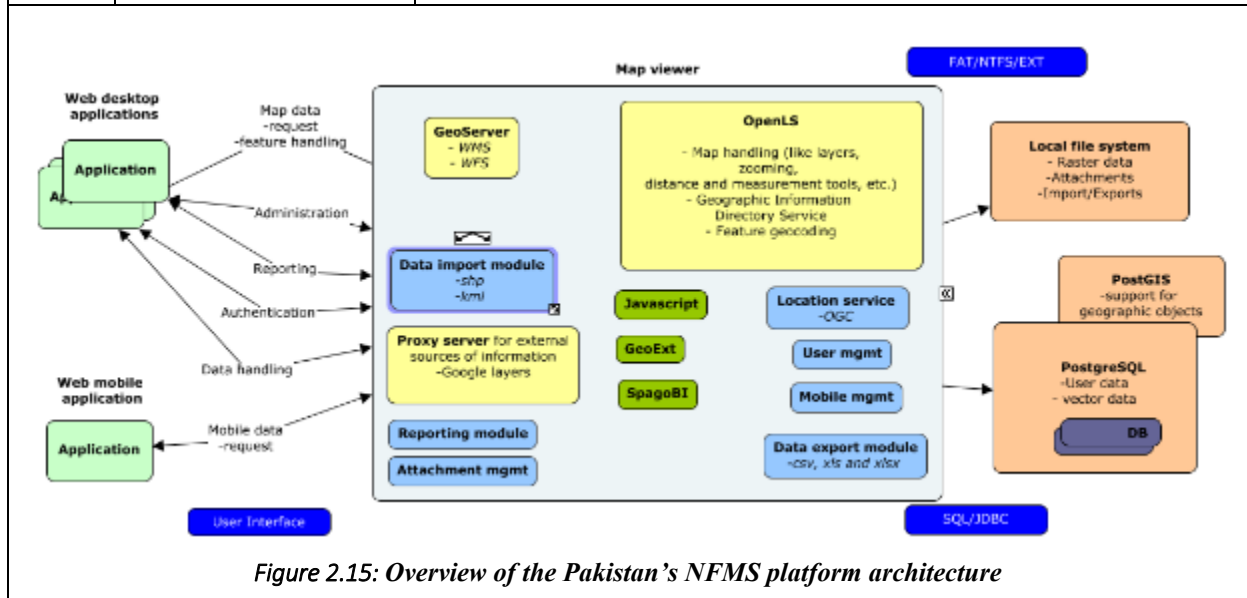 Map viewer
FAT/NTFS/EXT
Web desktop
applications
Application
Ap
Map data
-request
-feature handling
Administration
Reporting
Authentication
Data handling
Web mobile
application
Application
Mobile data
-request
User Interface
GeoServer
- WMS
- WFS
OpenLS
- Map handling (like layers,
zooming,
distance and measurement tools, etc.)
- Geographic Information
Directory Service
- Feature geocoding
Data import module
-shp
-kml
Proxy server for external
sources of information
-Google layers
Reporting module
Attachment mgmt
Javascript
GeoExt
SpagoBI
Location service
-OGC
User mgmt
Mobile mgmt
Data export module
-csv, xls and xlsx
Local file system
- Raster data
-Attachments
-Import/Exports
PostGIS
-support for
geographic objects
PostgreSQL
-User data
- vector data
DB
SQL/JDBC
Figure 2.15: Overview of the Pakistan's NFMS platform architecture